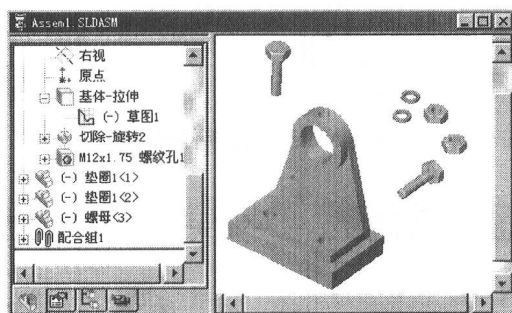 Assem1.SLDASM
右视
原点
基体-拉伸
(-) 草图1
切除-旋转2
M12x1.75 螺纹孔1
(-) 垫圈1<1>
(-) 垫圈1<2>
(-) 螺母<3>
配合组1